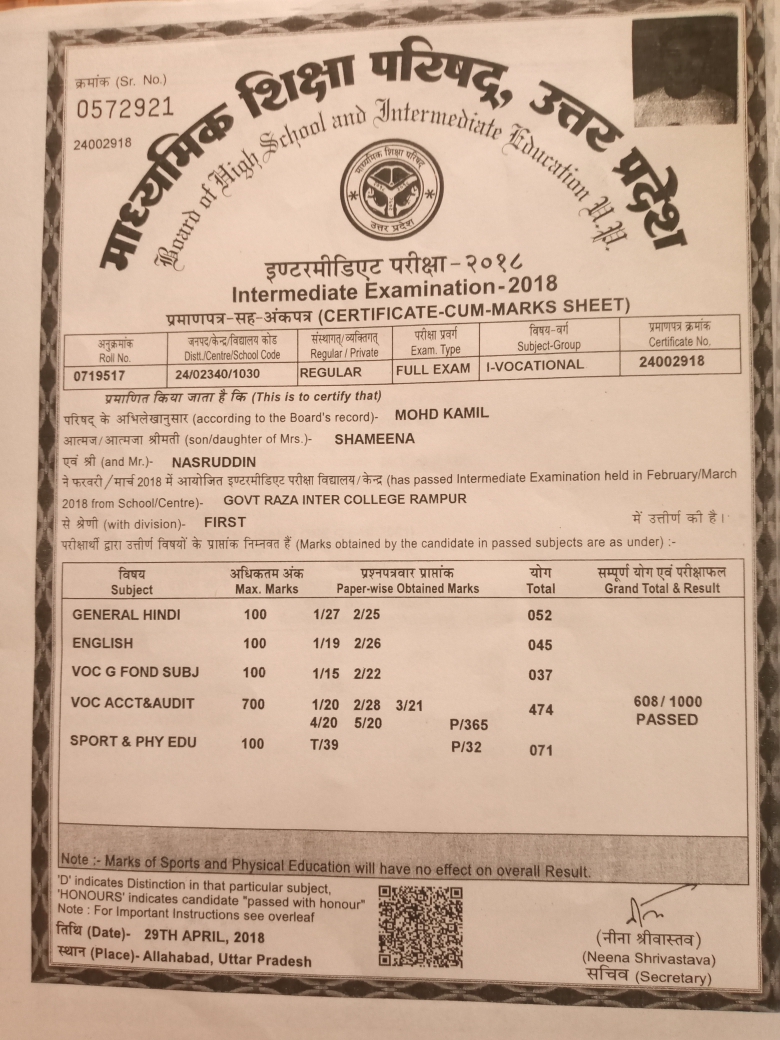 क्रमांक (Sr. No.)
0572921
24002918
माध्यमिक शिक्षा परिषद्, उत्तर प्रदेश
Board of High School and Intermediate Education U.P.
माध्यमिक शिक्षा परिषद्
उत्तर प्रदेश
इण्टरमीडिएट परीक्षा-२०१८
Intermediate Examination-2018
प्रमाणपत्र-सह-अंकपत्र (CERTIFICATE-CUM-MARKS SHEET)
अनुक्रमांक जनपद/केन्द्र/विद्यालय कोड संस्थागत/व्यक्तिगत परीक्षा प्रवर्ग विषय-वर्ग प्रमाणपत्र क्रमांक
Roll No. Distt./Centre/School Code Regular / Private Exam. Type Subject-Group Certificate No.
0719517 24/02340/1030 REGULAR FULL EXAM I-VOCATIONAL 24002918
प्रमाणित किया जाता है कि (This is to certify that)
परिषद् के अभिलेखानुसार (according to the Board's record)- MOHD KAMIL
आत्मज/आत्मजा श्रीमती (son/daughter of Mrs.)- SHAMEENA
एवं श्री (and Mr.)- NASRUDDIN
ने फरवरी/मार्च 2018 में आयोजित इण्टरमीडिएट परीक्षा विद्यालय/केन्द्र (has passed Intermediate Examination held in February/March
2018 from School/Centre)- GOVT RAZA INTER COLLEGE RAMPUR
से श्रेणी (with division)- FIRST में उत्तीर्ण की है।
परीक्षार्थी द्वारा उत्तीर्ण विषयों के प्राप्तांक निम्नवत हैं (Marks obtained by the candidate in passed subjects are as under) :-
विषय अधिकतम अंक प्रश्नपत्रवार प्राप्तांक योग सम्पूर्ण योग एवं परीक्षाफल
Subject Max. Marks Paper-wise Obtained Marks Total Grand Total & Result
GENERAL HINDI 100 1/27 2/25 052
ENGLISH 100 1/19 2/26 045
VOC G FOND SUBJ 100 1/15 2/22 037
VOC ACCT&AUDIT 700 1/20 2/28 3/21 474 608/1000
4/20 5/20 P/365 PASSED
SPORT & PHY EDU 100 T/39 P/32 071
Note :- Marks of Sports and Physical Education will have no effect on overall Result.
'D' indicates Distinction in that particular subject,
'HONOURS' indicates candidate "passed with honour"
Note : For Important Instructions see overleaf
तिथि (Date)- 29TH APRIL, 2018
स्थान (Place)- Allahabad, Uttar Pradesh
(नीना श्रीवास्तव)
(Neena Shrivastava)
सचिव (Secretary)